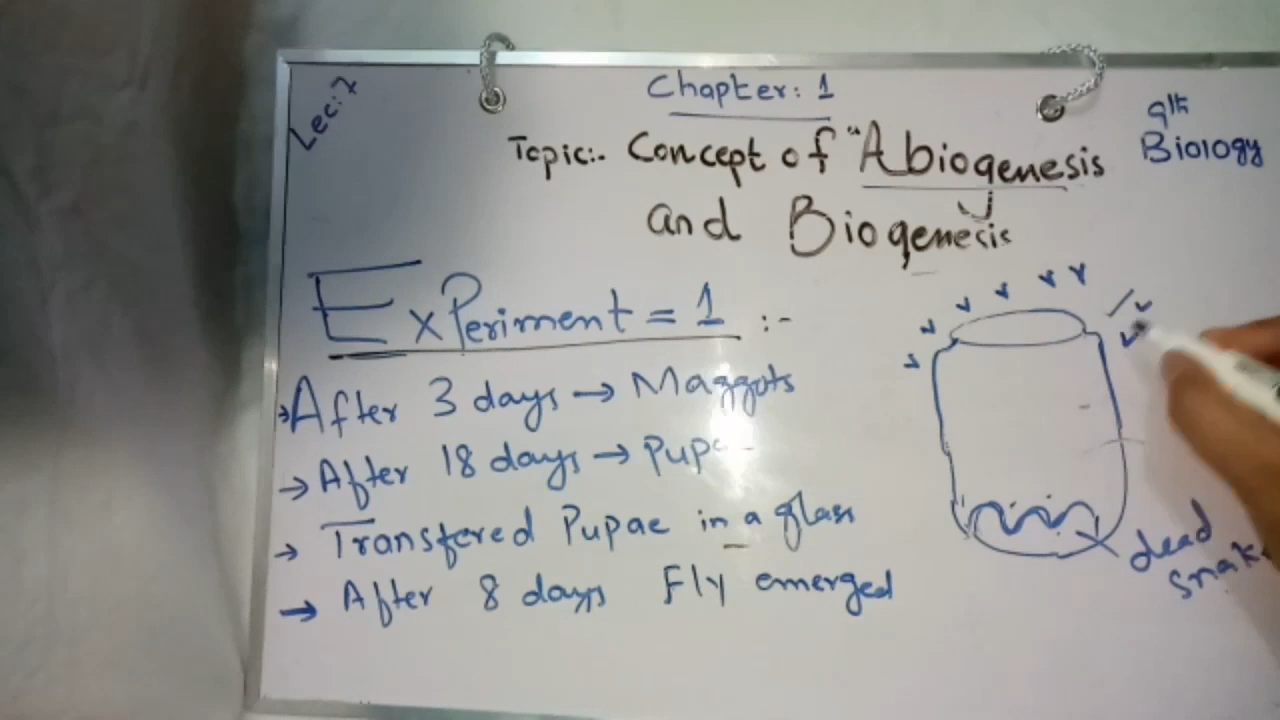 Lec: 7
Chapter: 1
9th
Biology
Topic:- Concept of "Abiogenesis
and Biogenesis
ExPeriment = 1 :-
→ After 3 days → Maggots
→ After 18 days → Pupae
→ Transfered Pupae in a glass
→ After 8 days Fly emerged
dead
snak